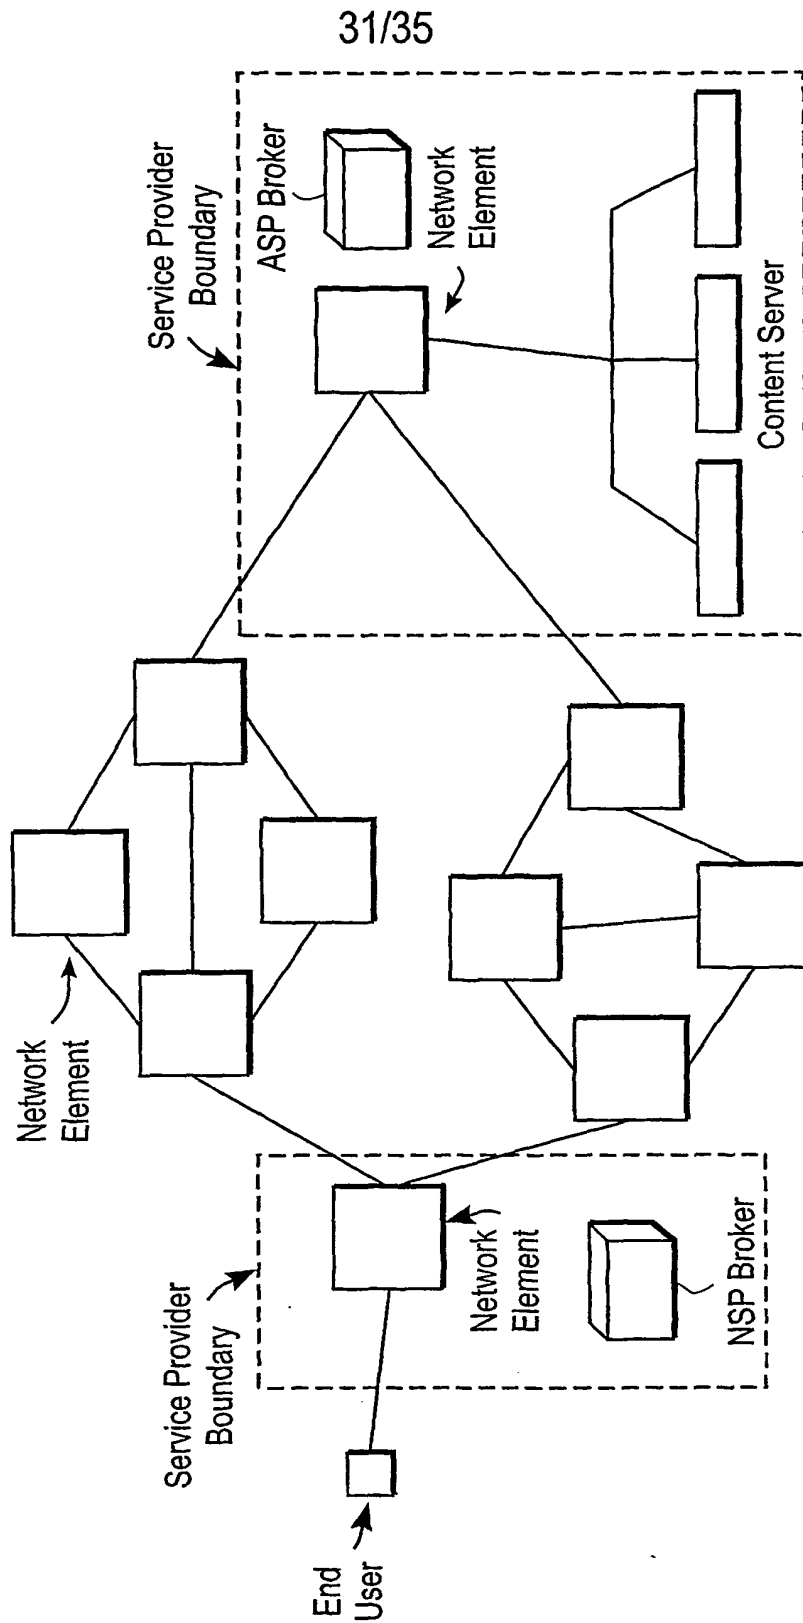 31/35
End
User
Service Provider
Boundary
Network
Element
NSP Broker
Network
Element
Service Provider
Boundary
ASP Broker
Network
Element
Content Server